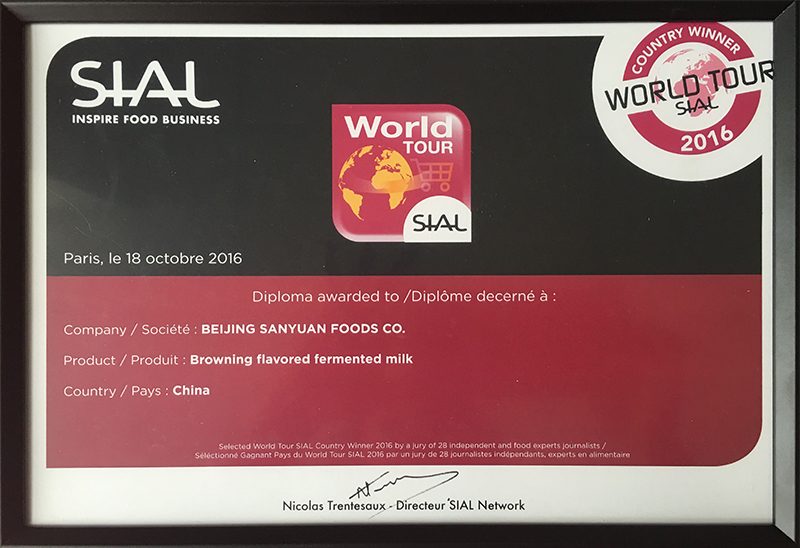 SIAL
INSPIRE FOOD BUSINESS
COUNTRY WINNER
WORLD TOUR
SIAL
2016
World
TOUR
SIAL
Paris, le 18 octobre 2016
Diploma awarded to /Diplôme decerné à :
Company / Société : BEIJING SANYUAN FOODS CO.
Product / Produit : Browning flavored fermented milk
Country / Pays : China
Selected World Tour SIAL Country Winner 2016 by a jury of 28 independent and food experts journalists /
Séléctionné Gagnant Pays du World Tour SIAL 2016 par un jury de 28 journalistes indépendants, experts en alimentaire
Nicolas Trentesaux - Directeur SIAL Network